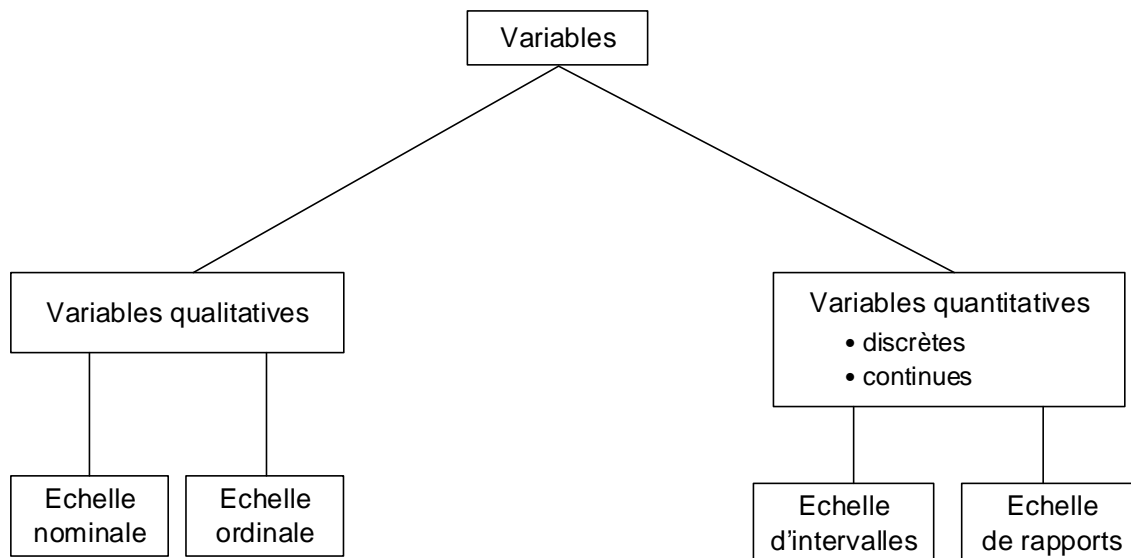 Variables
Variables qualitatives
Variables quantitatives
• discrètes
• continues
Echelle
nominale
Echelle
ordinale
Echelle
d'intervalles
Echelle
de rapports